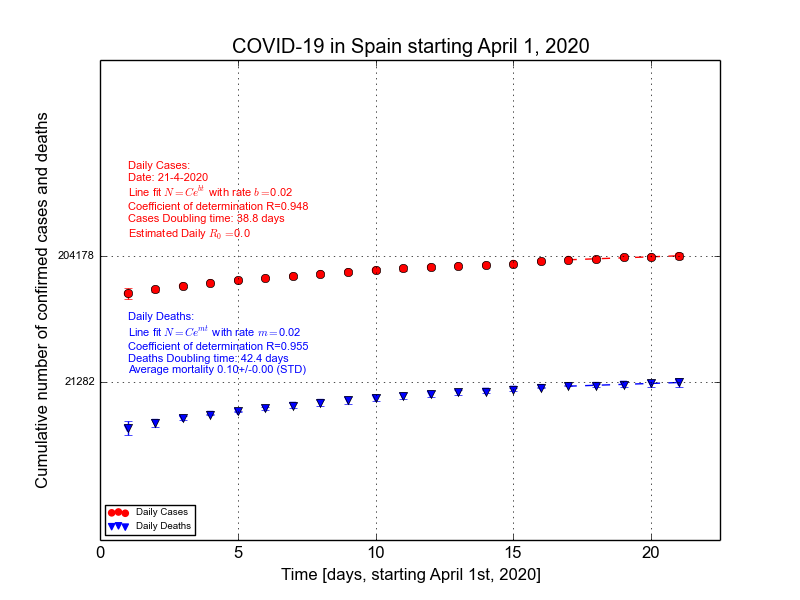 COVID-19 in Spain starting April 1, 2020
Cumulative number of confirmed cases and deaths
Daily Cases:
Date: 21-4-2020
Line fit N=Ce^{bt} with rate b=0.02
Coefficient of determination R=0.948
Cases Doubling time: 38.8 days
Estimated Daily R_0=0.0
204178
Daily Deaths:
Line fit N=Ce^{mt} with rate m=0.02
Coefficient of determination R=0.955
Deaths Doubling time: 42.4 days
Average mortality 0.10+/-0.00 (STD)
21282
Daily Cases
Daily Deaths
0 5 10 15 20
Time [days, starting April 1st, 2020]